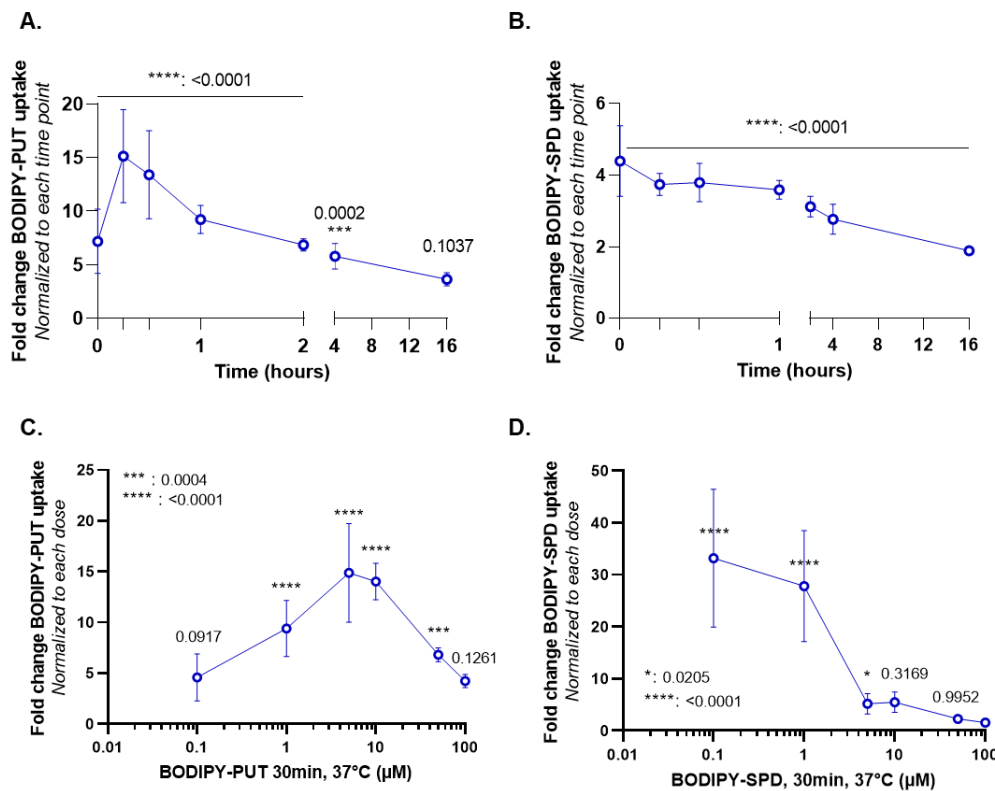 A.
Fold change BODIPY-PUT uptake
Normalized to each time point
****: <0.0001
20
15
10
5
0
0.0002
***
0.1037
0 1 2 4 8 12 16
Time (hours)
B.
Fold change BODIPY-SPD uptake
Normalized to each time point
****: <0.0001
6
4
2
0
0 1 4 8 12 16
Time (hours)
C.
Fold change BODIPY-PUT uptake
Normalized to each dose
*** : 0.0004
**** : <0.0001
25
20
15
10
5
0
0.0917
****
****
****
***
0.1261
0.01 0.1 1 10 100
BODIPY-PUT 30min, 37°C (µM)
D.
Fold change BODIPY-SPD uptake
Normalized to each dose
50
40
30
20
10
0
****
****
*
0.3169
0.9952
*: 0.0205
****: <0.0001
0.01 0.1 1 10 100
BODIPY-SPD, 30min, 37°C (µM)